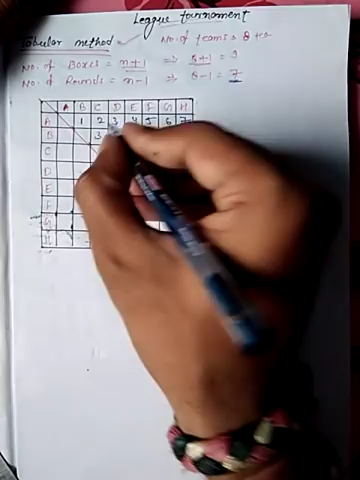 League tournament
Tabular method → No. of teams = 8
No. of Boxes = n+1 ⇒ 8+1 = 9
No. of Rounds = n-1 ⇒ 8-1 = 7
A B C D E F G H
A 1 2 3 4 5 6 7
B 3
C
D
E
F
G
H